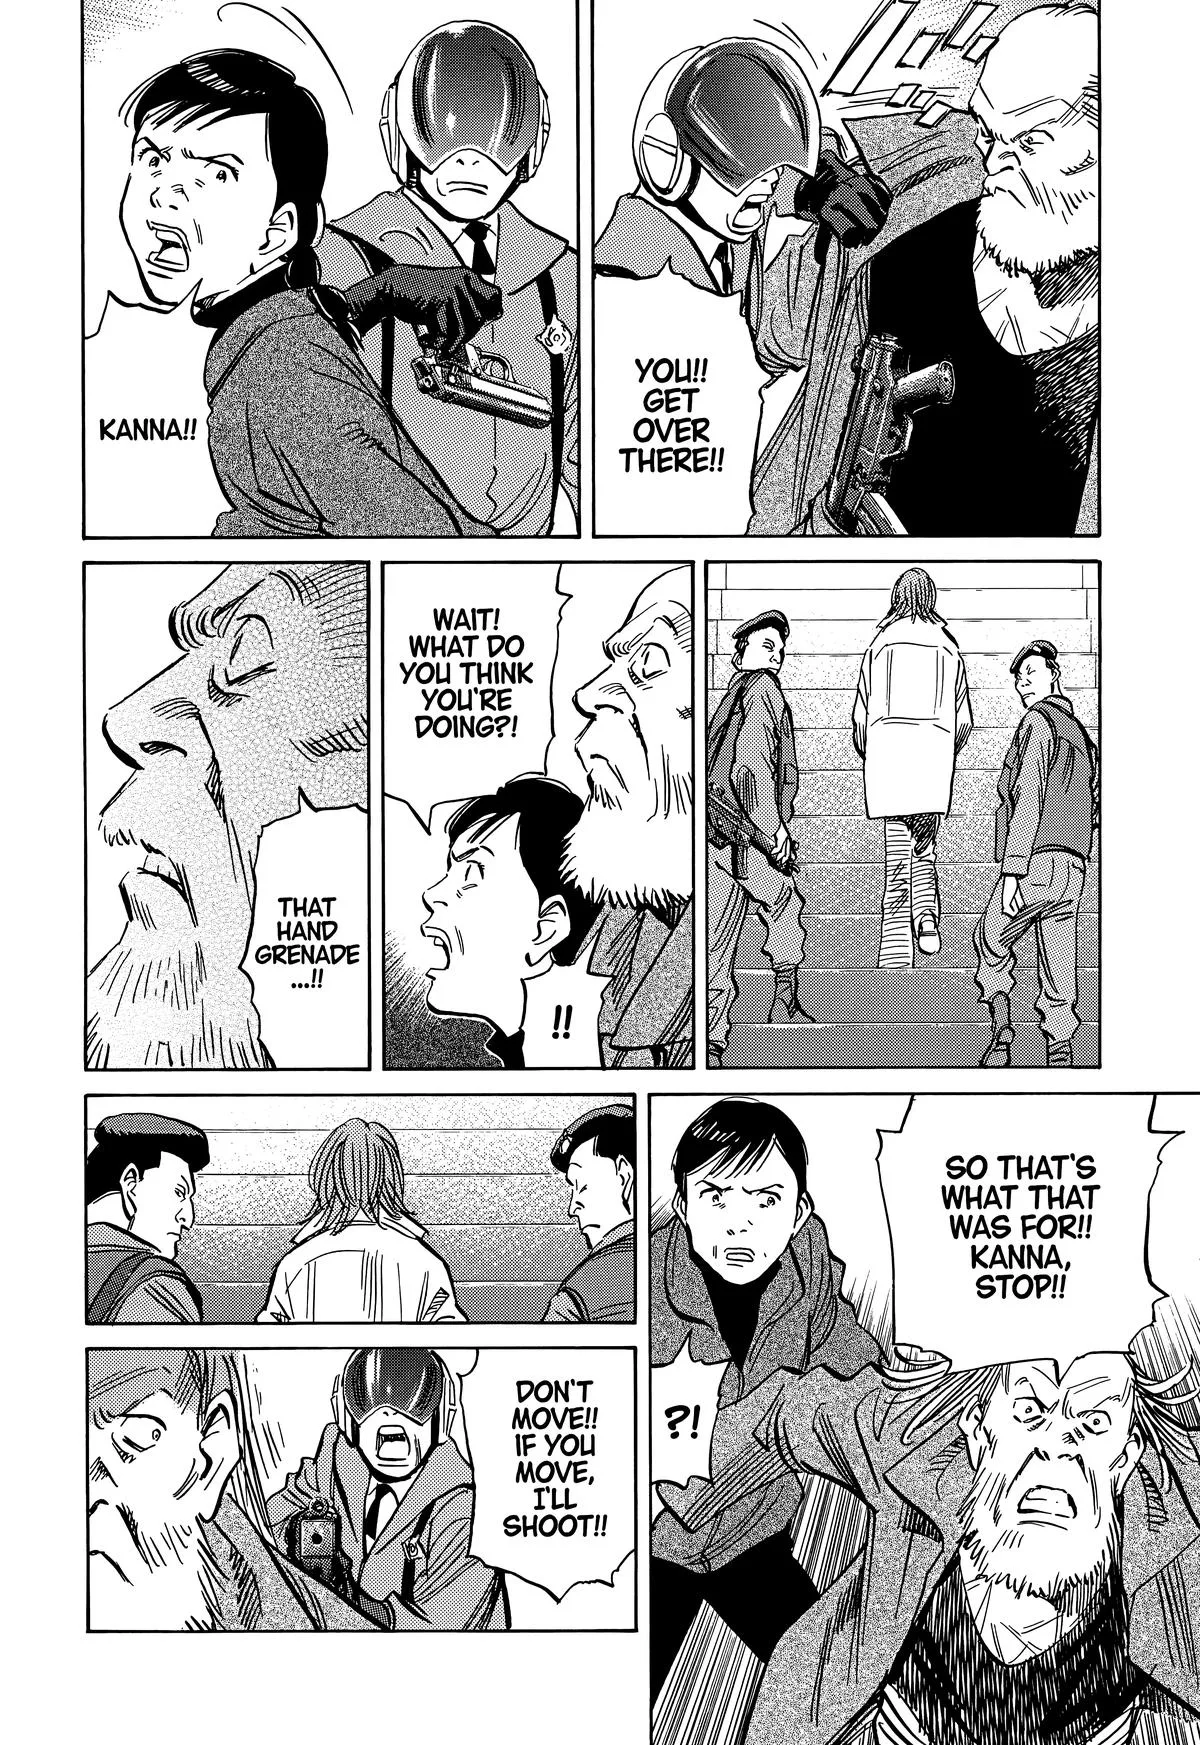 YOU!!
GET
OVER
THERE!!
KANNA!!
WAIT!
WHAT DO
YOU THINK
YOU'RE
DOING?!
!!
THAT
HAND
GRENADE
...!!
SO THAT'S
WHAT THAT
WAS FOR!!
KANNA,
STOP!!
?!
DON'T
MOVE!!
IF YOU
MOVE,
I'LL
SHOOT!!